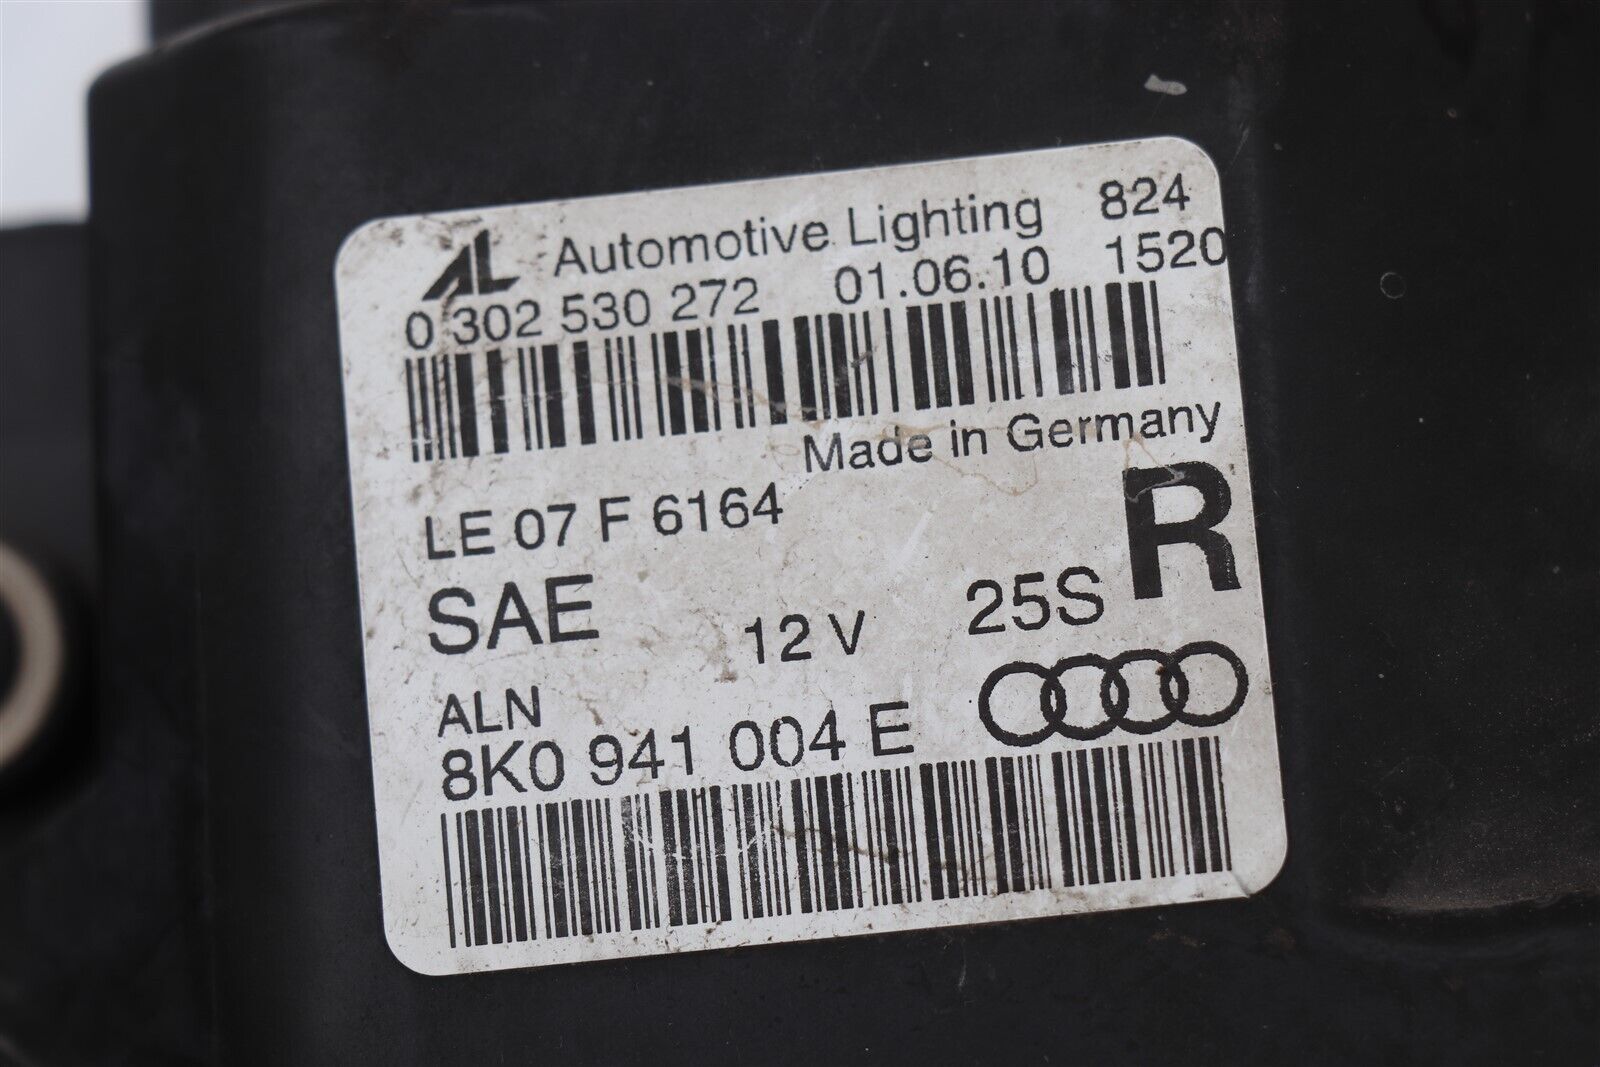 AL Automotive Lighting 824
0 302 530 272 01.06.10 1520
Made in Germany
LE 07 F 6164
R
SAE 12 V 25S
ALN
8K0 941 004 E